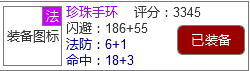 法 珍珠手环 评分：3345
装备图标 闪避：186+55
法防：6+1 已装备
命中：18+3